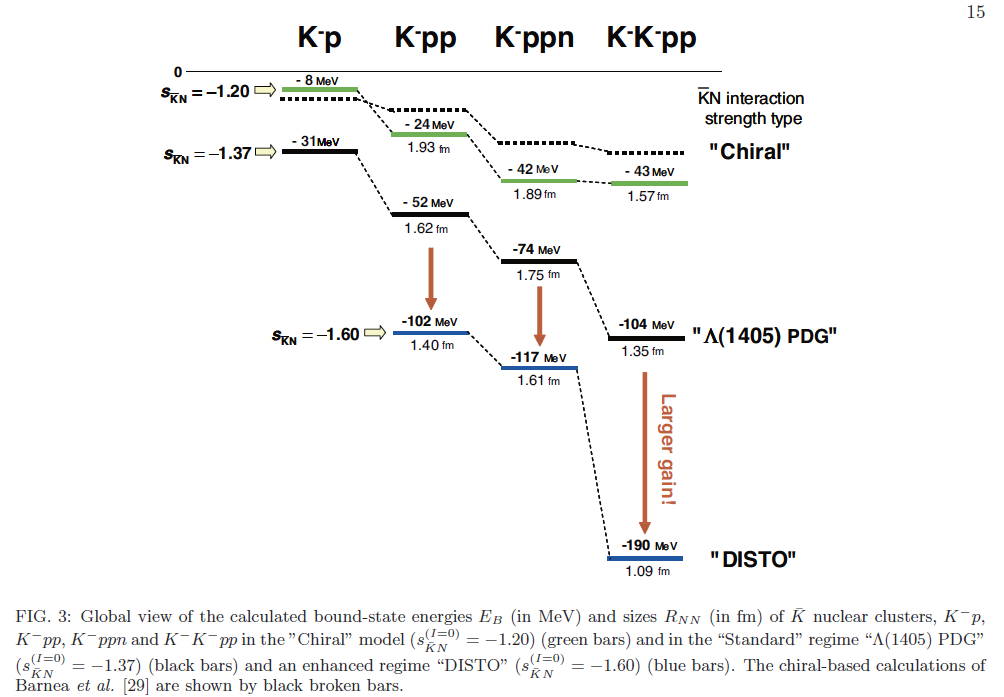 15
K⁻p K⁻pp K⁻ppn K⁻K⁻pp
0
- 8 MeV
s_K̄N = −1.20
K̄N interaction
strength type
- 24 MeV
1.93 fm
"Chiral"
- 31MeV
s_K̄N = −1.37
- 42 MeV
1.89 fm
- 43 MeV
1.57 fm
- 52 MeV
1.62 fm
-74 MeV
1.75 fm
-102 MeV
s_K̄N = −1.60
1.40 fm
-104 MeV
1.35 fm
"Λ(1405) PDG"
-117 MeV
1.61 fm
Larger gain!
-190 MeV
1.09 fm
"DISTO"
FIG. 3: Global view of the calculated bound-state energies E_B (in MeV) and sizes R_NN (in fm) of K̄ nuclear clusters, K⁻p,
K⁻pp, K⁻ppn and K⁻K⁻pp in the ”Chiral” model (s_K̄N^(I=0) = −1.20) (green bars) and in the “Standard” regime “Λ(1405) PDG”
(s_K̄N^(I=0) = −1.37) (black bars) and an enhanced regime “DISTO” (s_K̄N^(I=0) = −1.60) (blue bars). The chiral-based calculations of
Barnea et al. [29] are shown by black broken bars.